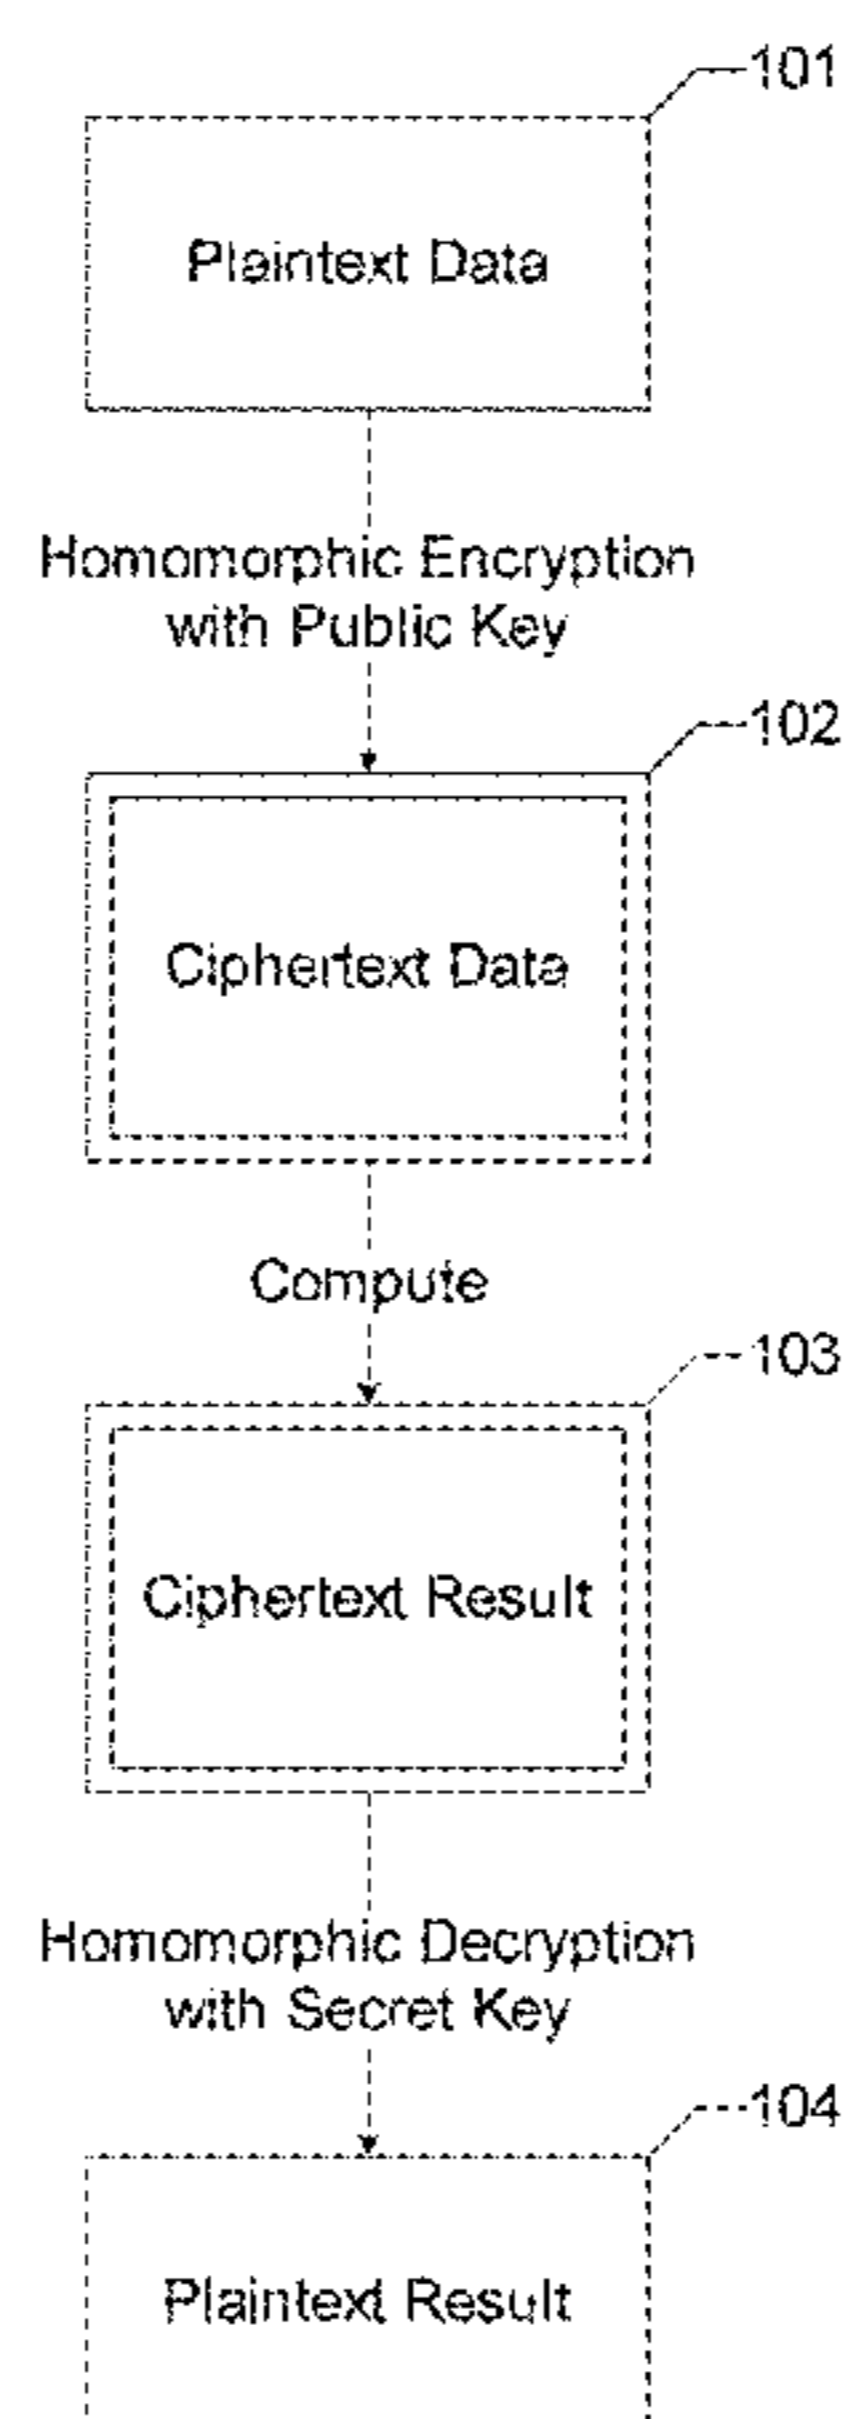 101
Plaintext Data
Homomorphic Encryption
with Public Key
102
Ciphertext Data
Compute
103
Ciphertext Result
Homomorphic Decryption
with Secret Key
104
Plaintext Result